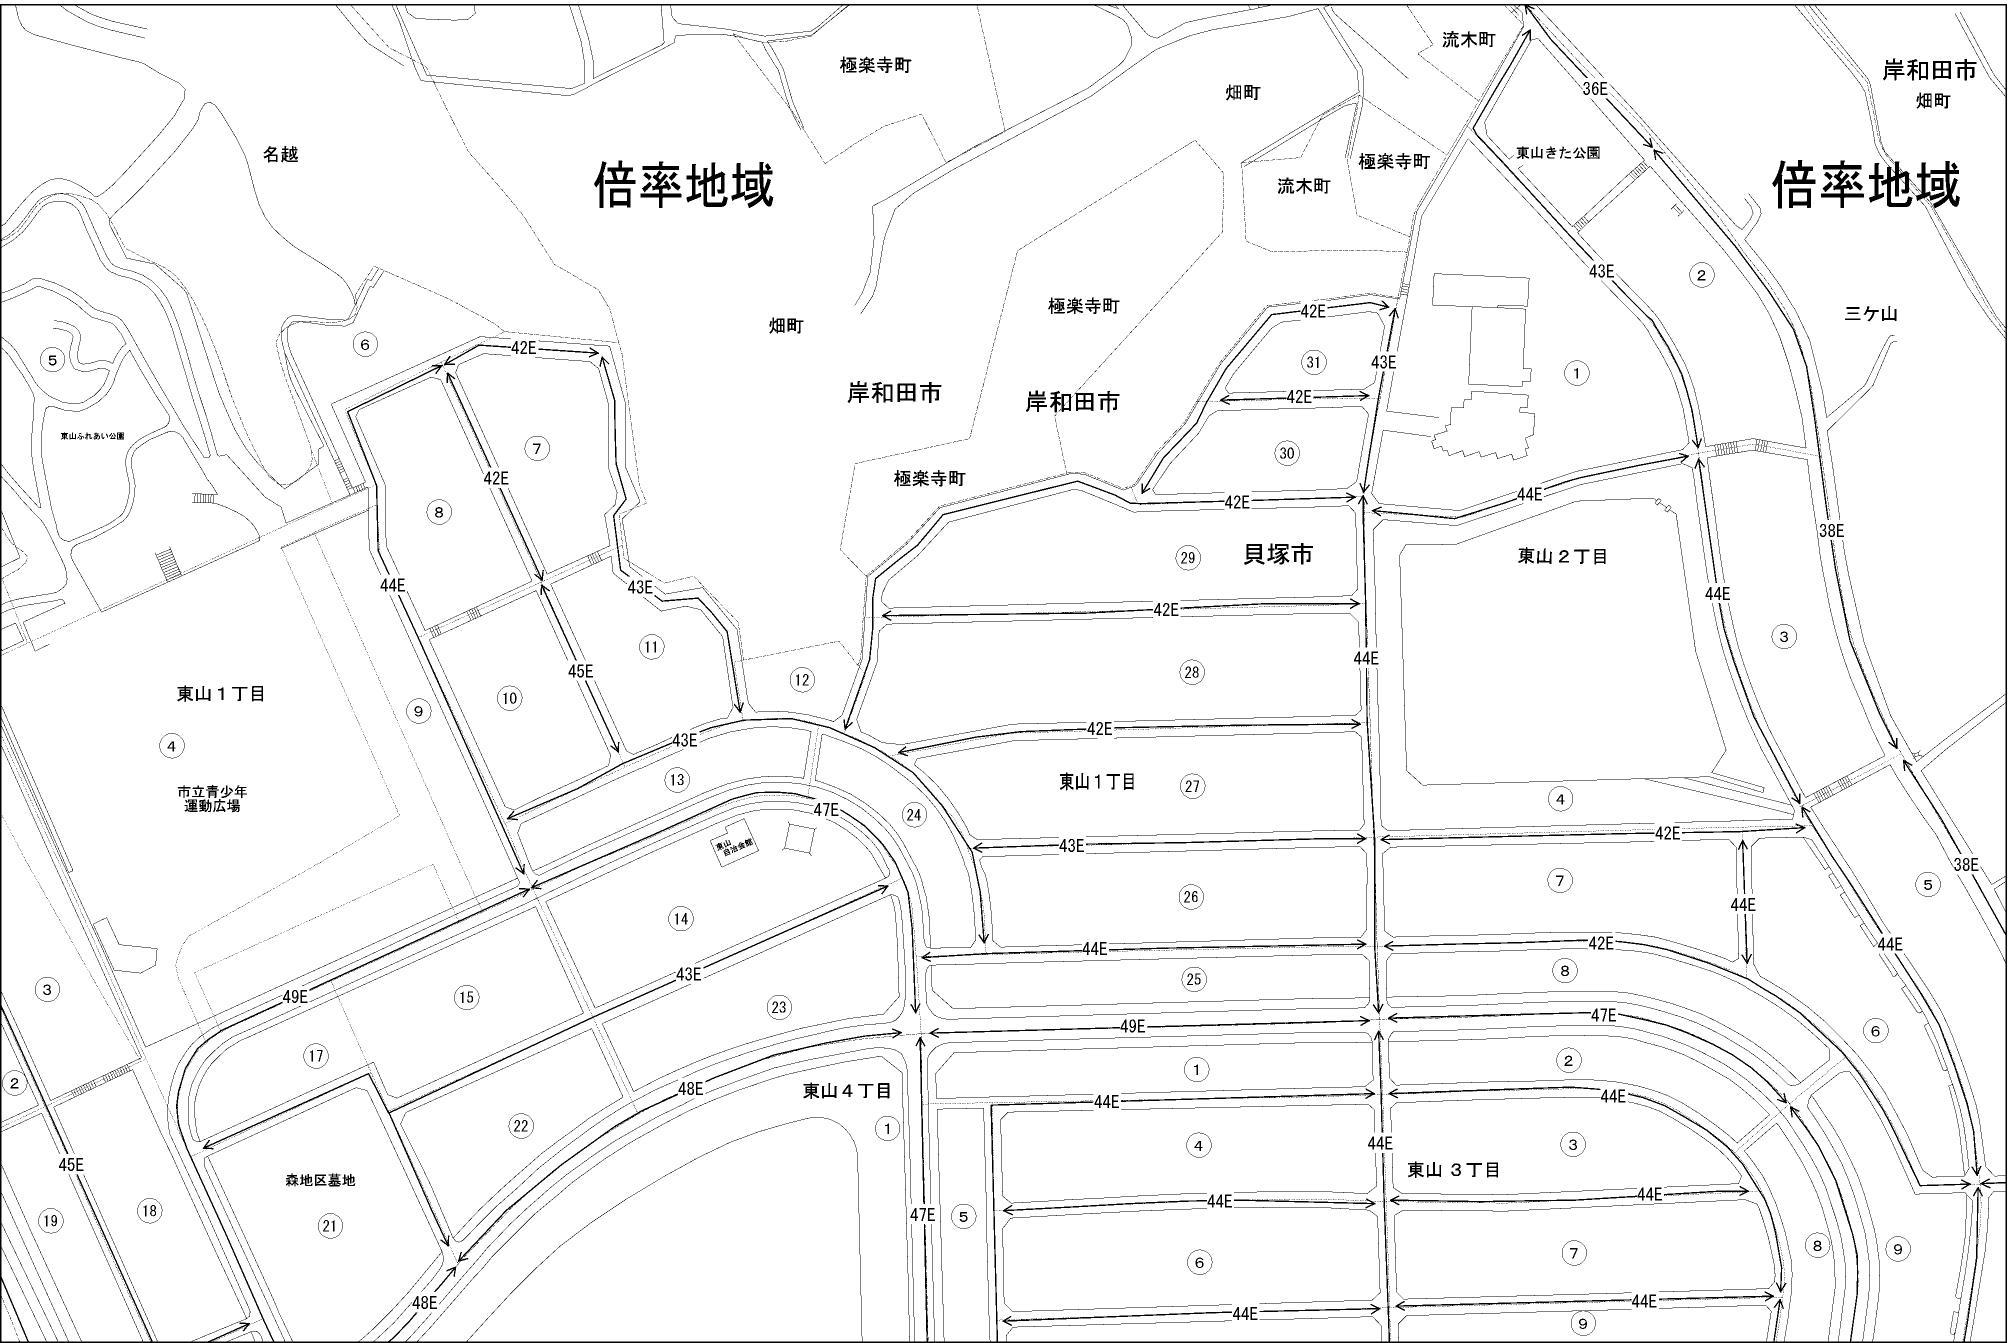 流木町
極楽寺町
岸和田市
畑町
36E
畑町
名越
東山きた公園
極楽寺町
倍率地域
流木町
倍率地域
43E
2
極楽寺町
42E
三ケ山
畑町
6
42E
5
31
43E
1
岸和田市
42E
岸和田市
東山ふれあい公園
7
30
極楽寺町
42E
44E
42E
8
38E
貝塚市
29
東山2丁目
44E
43E
44E
42E
3
11
44E
45E
28
12
東山1丁目
10
9
42E
4
43E
13
東山1丁目
27
市立青少年
運動広場
47E
4
24
42E
東山
自治会館
43E
38E
7
5
26
44E
14
44E
42E
44E
43E
8
25
3
49E
15
47E
49E
6
17
2
1
2
48E
東山4丁目
44E
44E
22
1
44E
4
3
45E
東山3丁目
森地区墓地
44E
44E
18
19
21
47E
5
8
9
7
6
48E
44E
44E
9